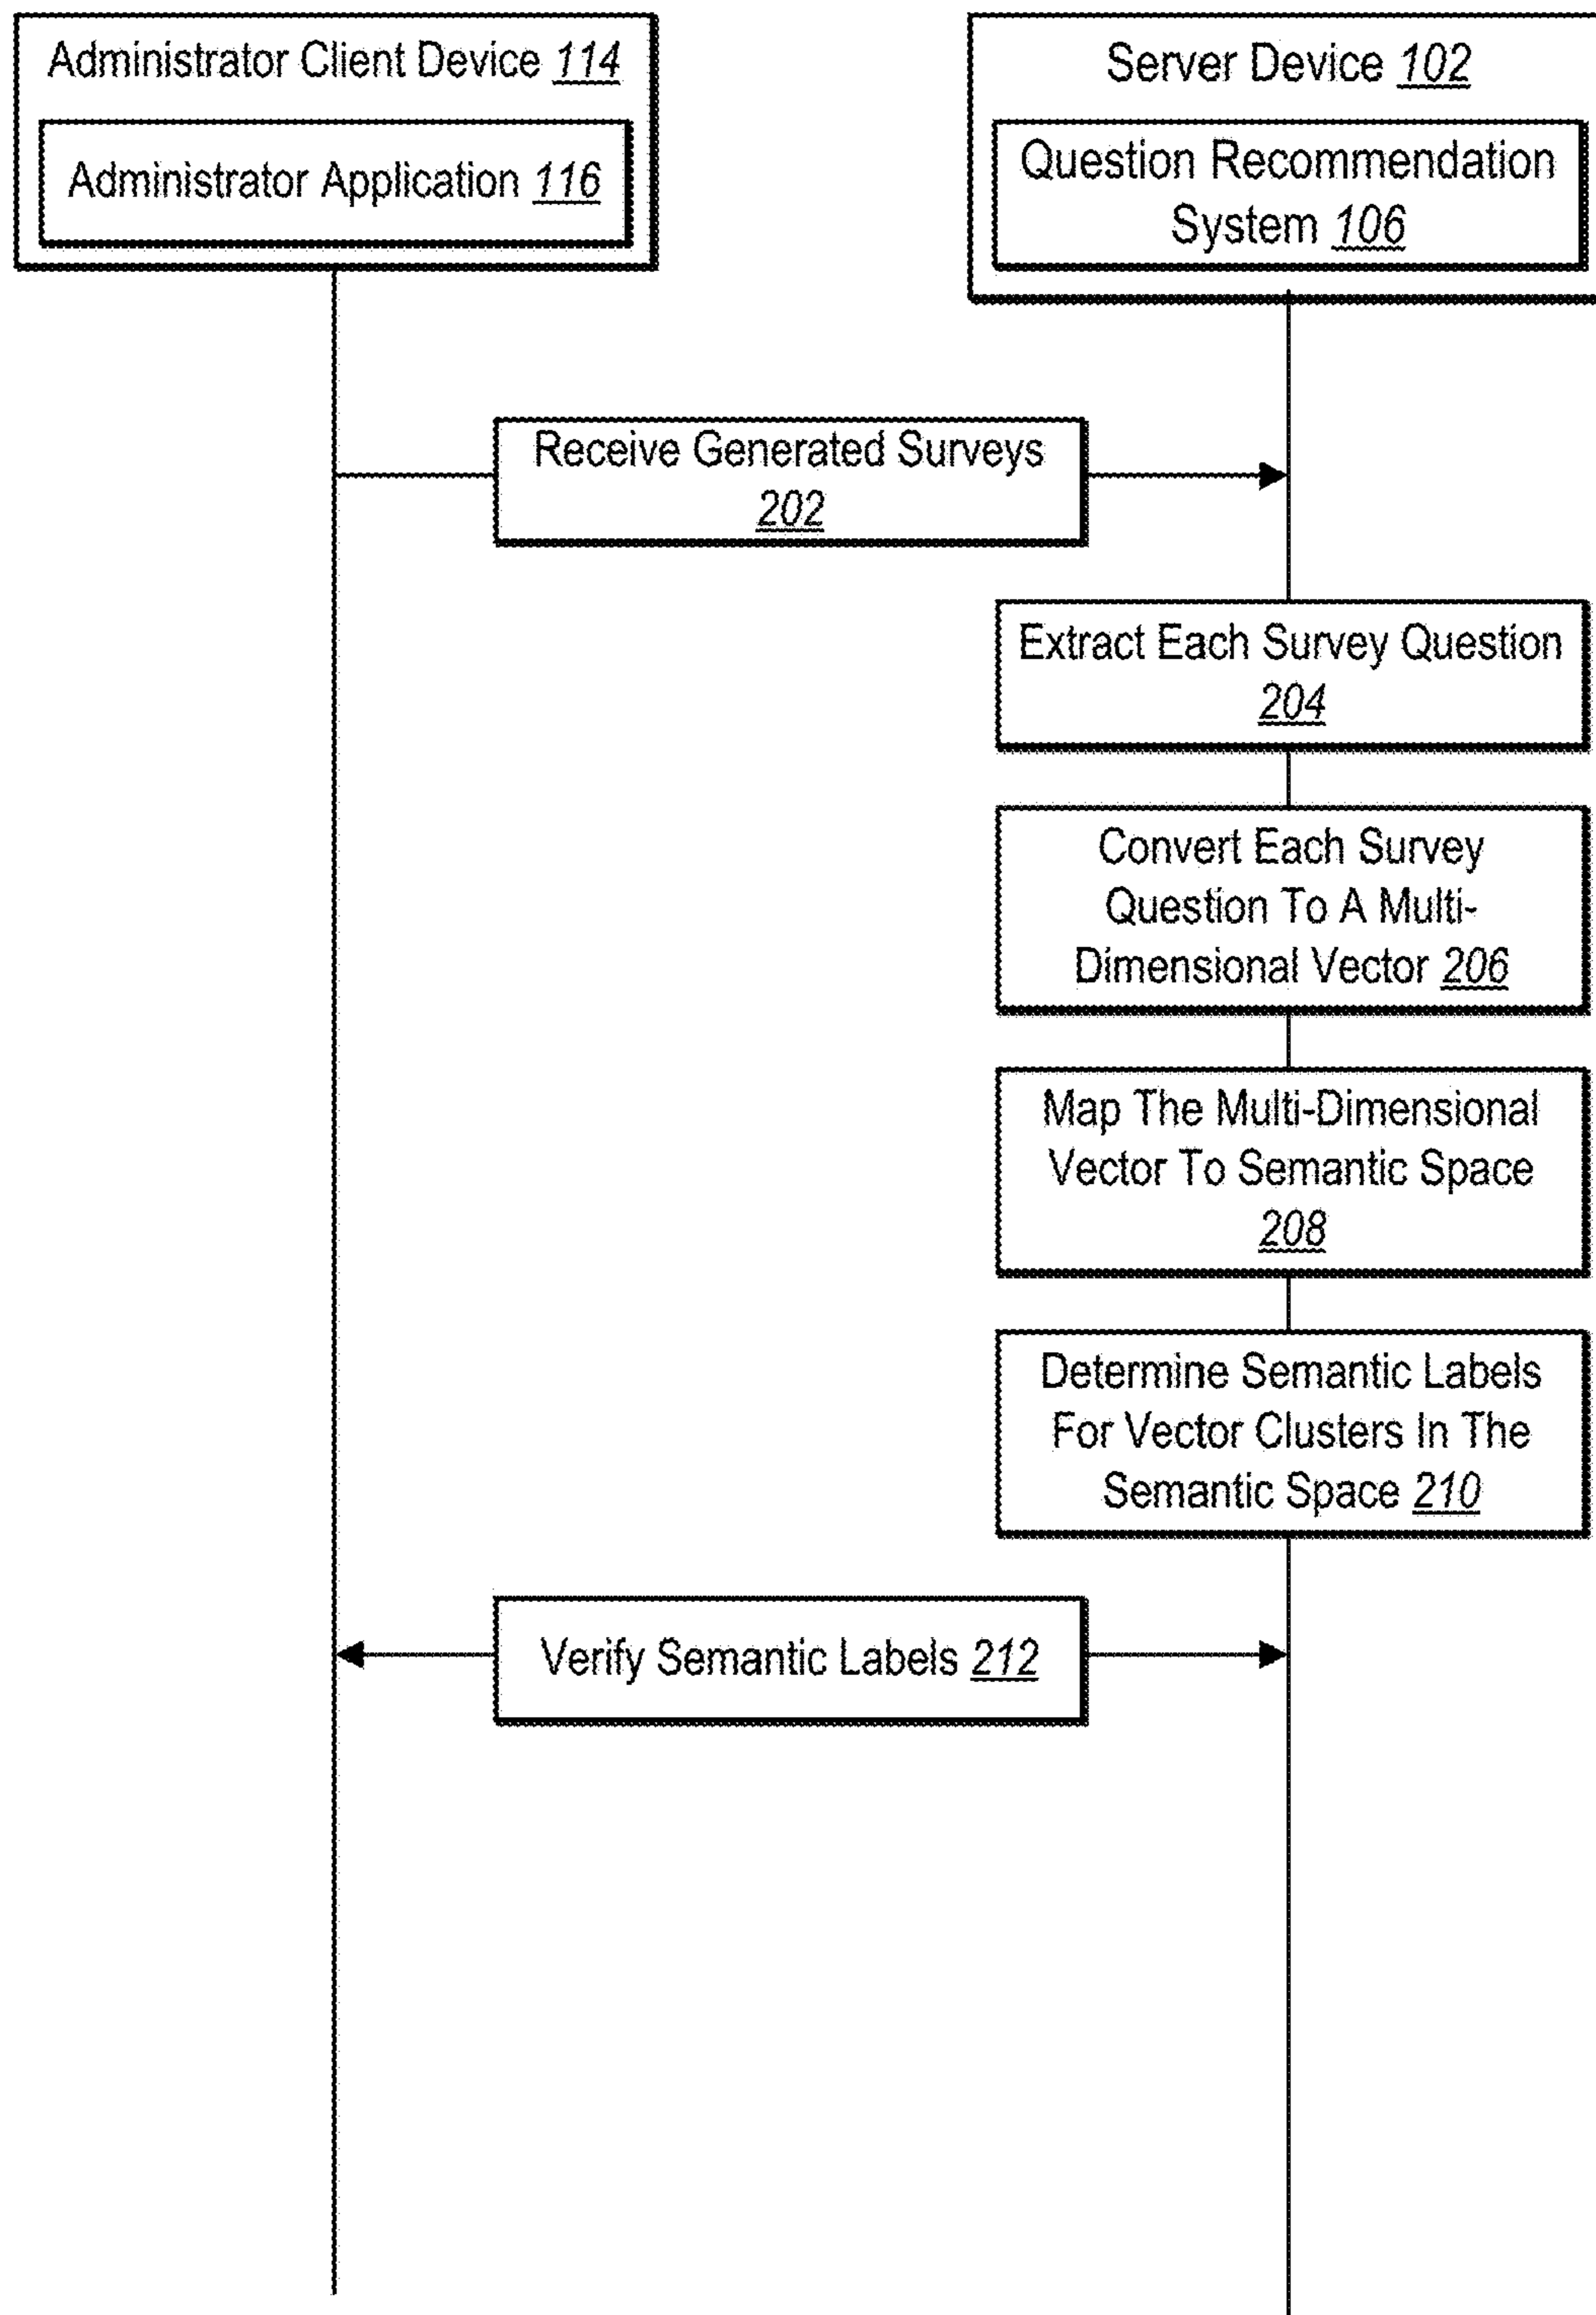 Administrator Client Device 114
Administrator Application 116
Server Device 102
Question Recommendation
System 106
Receive Generated Surveys
202
Extract Each Survey Question
204
Convert Each Survey
Question To A Multi-
Dimensional Vector 206
Map The Multi-Dimensional
Vector To Semantic Space
208
Determine Semantic Labels
For Vector Clusters In The
Semantic Space 210
Verify Semantic Labels 212